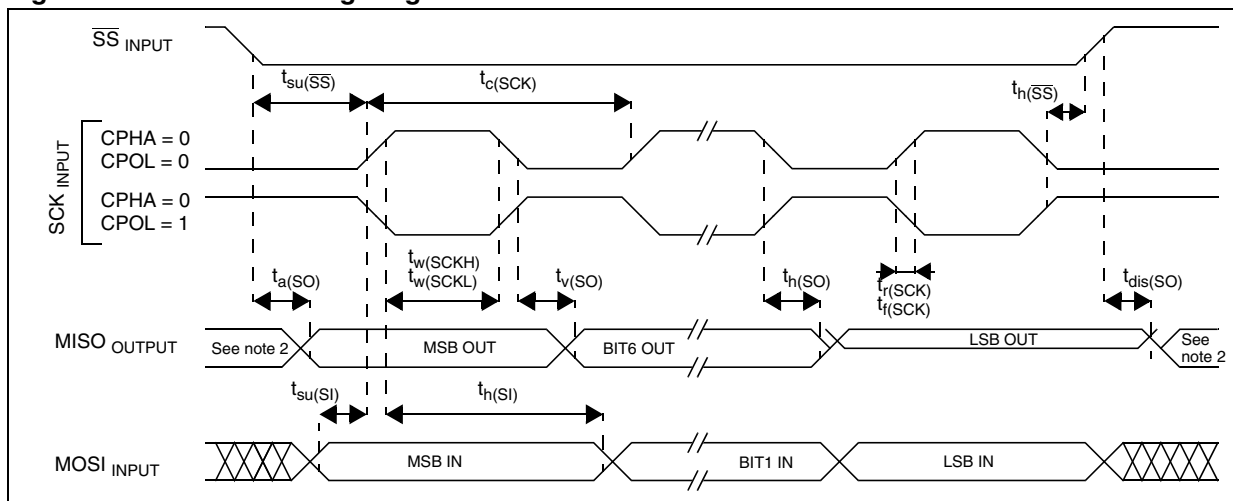 SS INPUT
tsu(SS)
tc(SCK)
th(SS)
SCK INPUT
CPHA = 0
CPOL = 0
CPHA = 0
CPOL = 1
ta(SO)
tw(SCKH)
tw(SCKL)
tv(SO)
th(SO)
tr(SCK)
tf(SCK)
tdis(SO)
MISO OUTPUT
See note 2
MSB OUT
BIT6 OUT
LSB OUT
See
note 2
tsu(SI)
th(SI)
MOSI INPUT
MSB IN
BIT1 IN
LSB IN